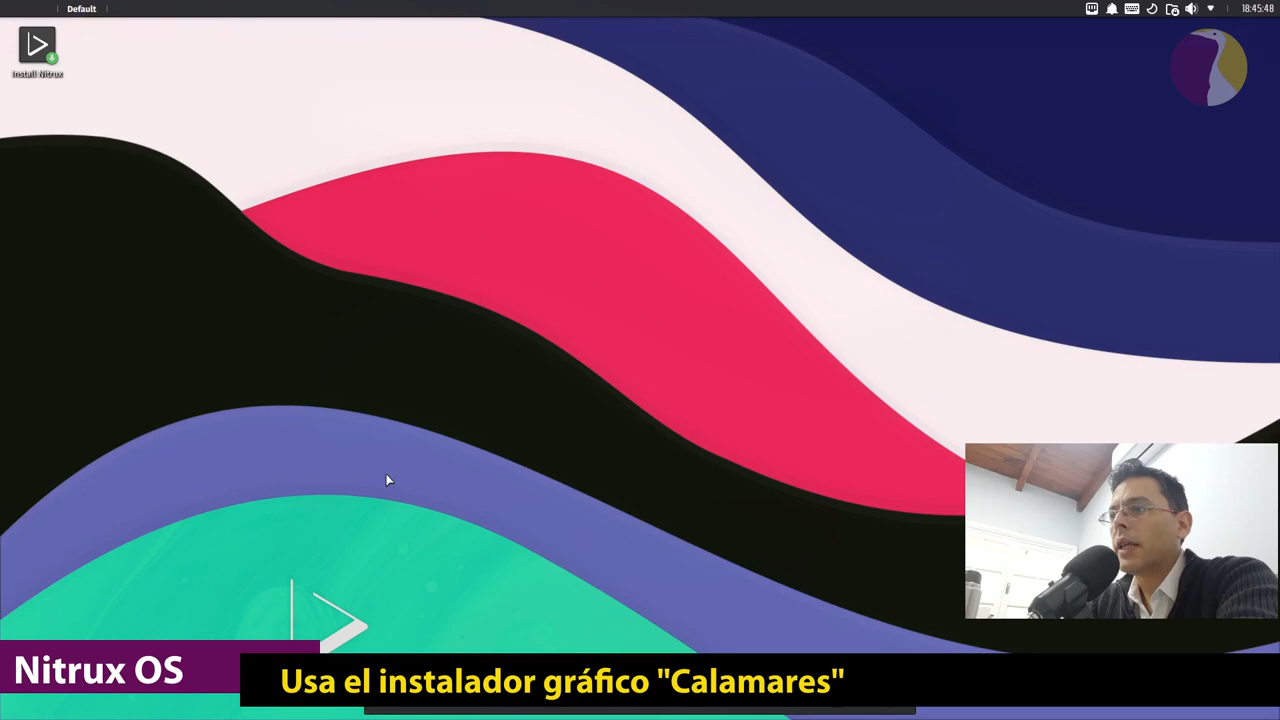 Default
18:45:48
Install Nitrux
Nitrux OS
Usa el instalador gráfico "Calamares"